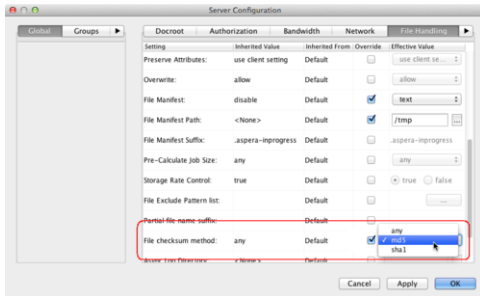 Server Configuration
Global Groups
Docroot Authorization Bandwidth Network File Handling
Setting Inherited Value Inherited From Override Effective Value
Preserve Attributes: use client setting Default use client se...
Overwrite: allow Default allow
File Manifest: disable Default text
File Manifest Path: <None> Default /tmp ...
File Manifest Suffix: .aspera-inprogress Default .aspera-inprogress
Pre-Calculate Job Size: any Default any
Storage Rate Control: true Default true false
File Exclude Pattern list: Default ...
Partial file name suffix: Default
any
File checksum method: any Default md5
sha1
Async Log Directory <None> Default
Cancel Apply OK